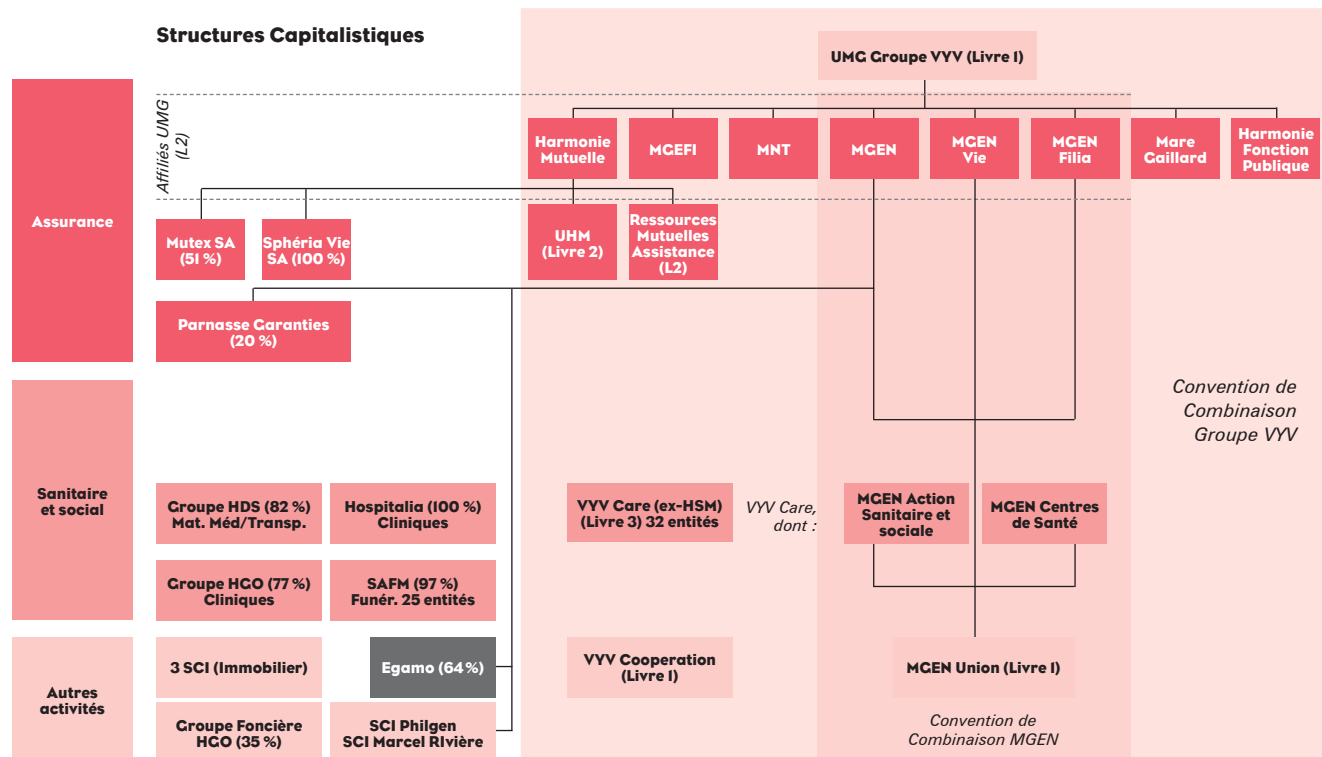 Structures Capitalistiques
UMG Groupe VYV (Livre 1)
Assurance
Affiliés UMG
(L2)
Harmonie
Mutuelle
MGEFI
MNT
MGEN
MGEN
Vie
MGEN
Filia
Mare
Gaillard
Harmonie
Fonction
Publique
Mutex SA
(51 %)
Sphéria Vie
SA (100 %)
UHM
(Livre 2)
Ressources
Mutuelles
Assistance
(L2)
Parnasse Garanties
(20 %)
Convention de
Combinaison
Groupe VYV
Sanitaire
et social
Groupe HDS (82 %)
Mat. Méd/Transp.
Hospitalia (100 %)
Cliniques
VYV Care (ex-HSM)
(Livre 3) 32 entités
VYV Care,
dont :
MGEN Action
Sanitaire et
sociale
MGEN Centres
de Santé
Groupe HGO (77 %)
Cliniques
SAFM (97 %)
Funér. 25 entités
Autres
activités
3 SCI (Immobilier)
Egamo (64 %)
VYV Cooperation
(Livre 1)
MGEN Union (Livre 1)
Groupe Foncière
HGO (35 %)
SCI Philgen
SCI Marcel RIvière
Convention de
Combinaison MGEN